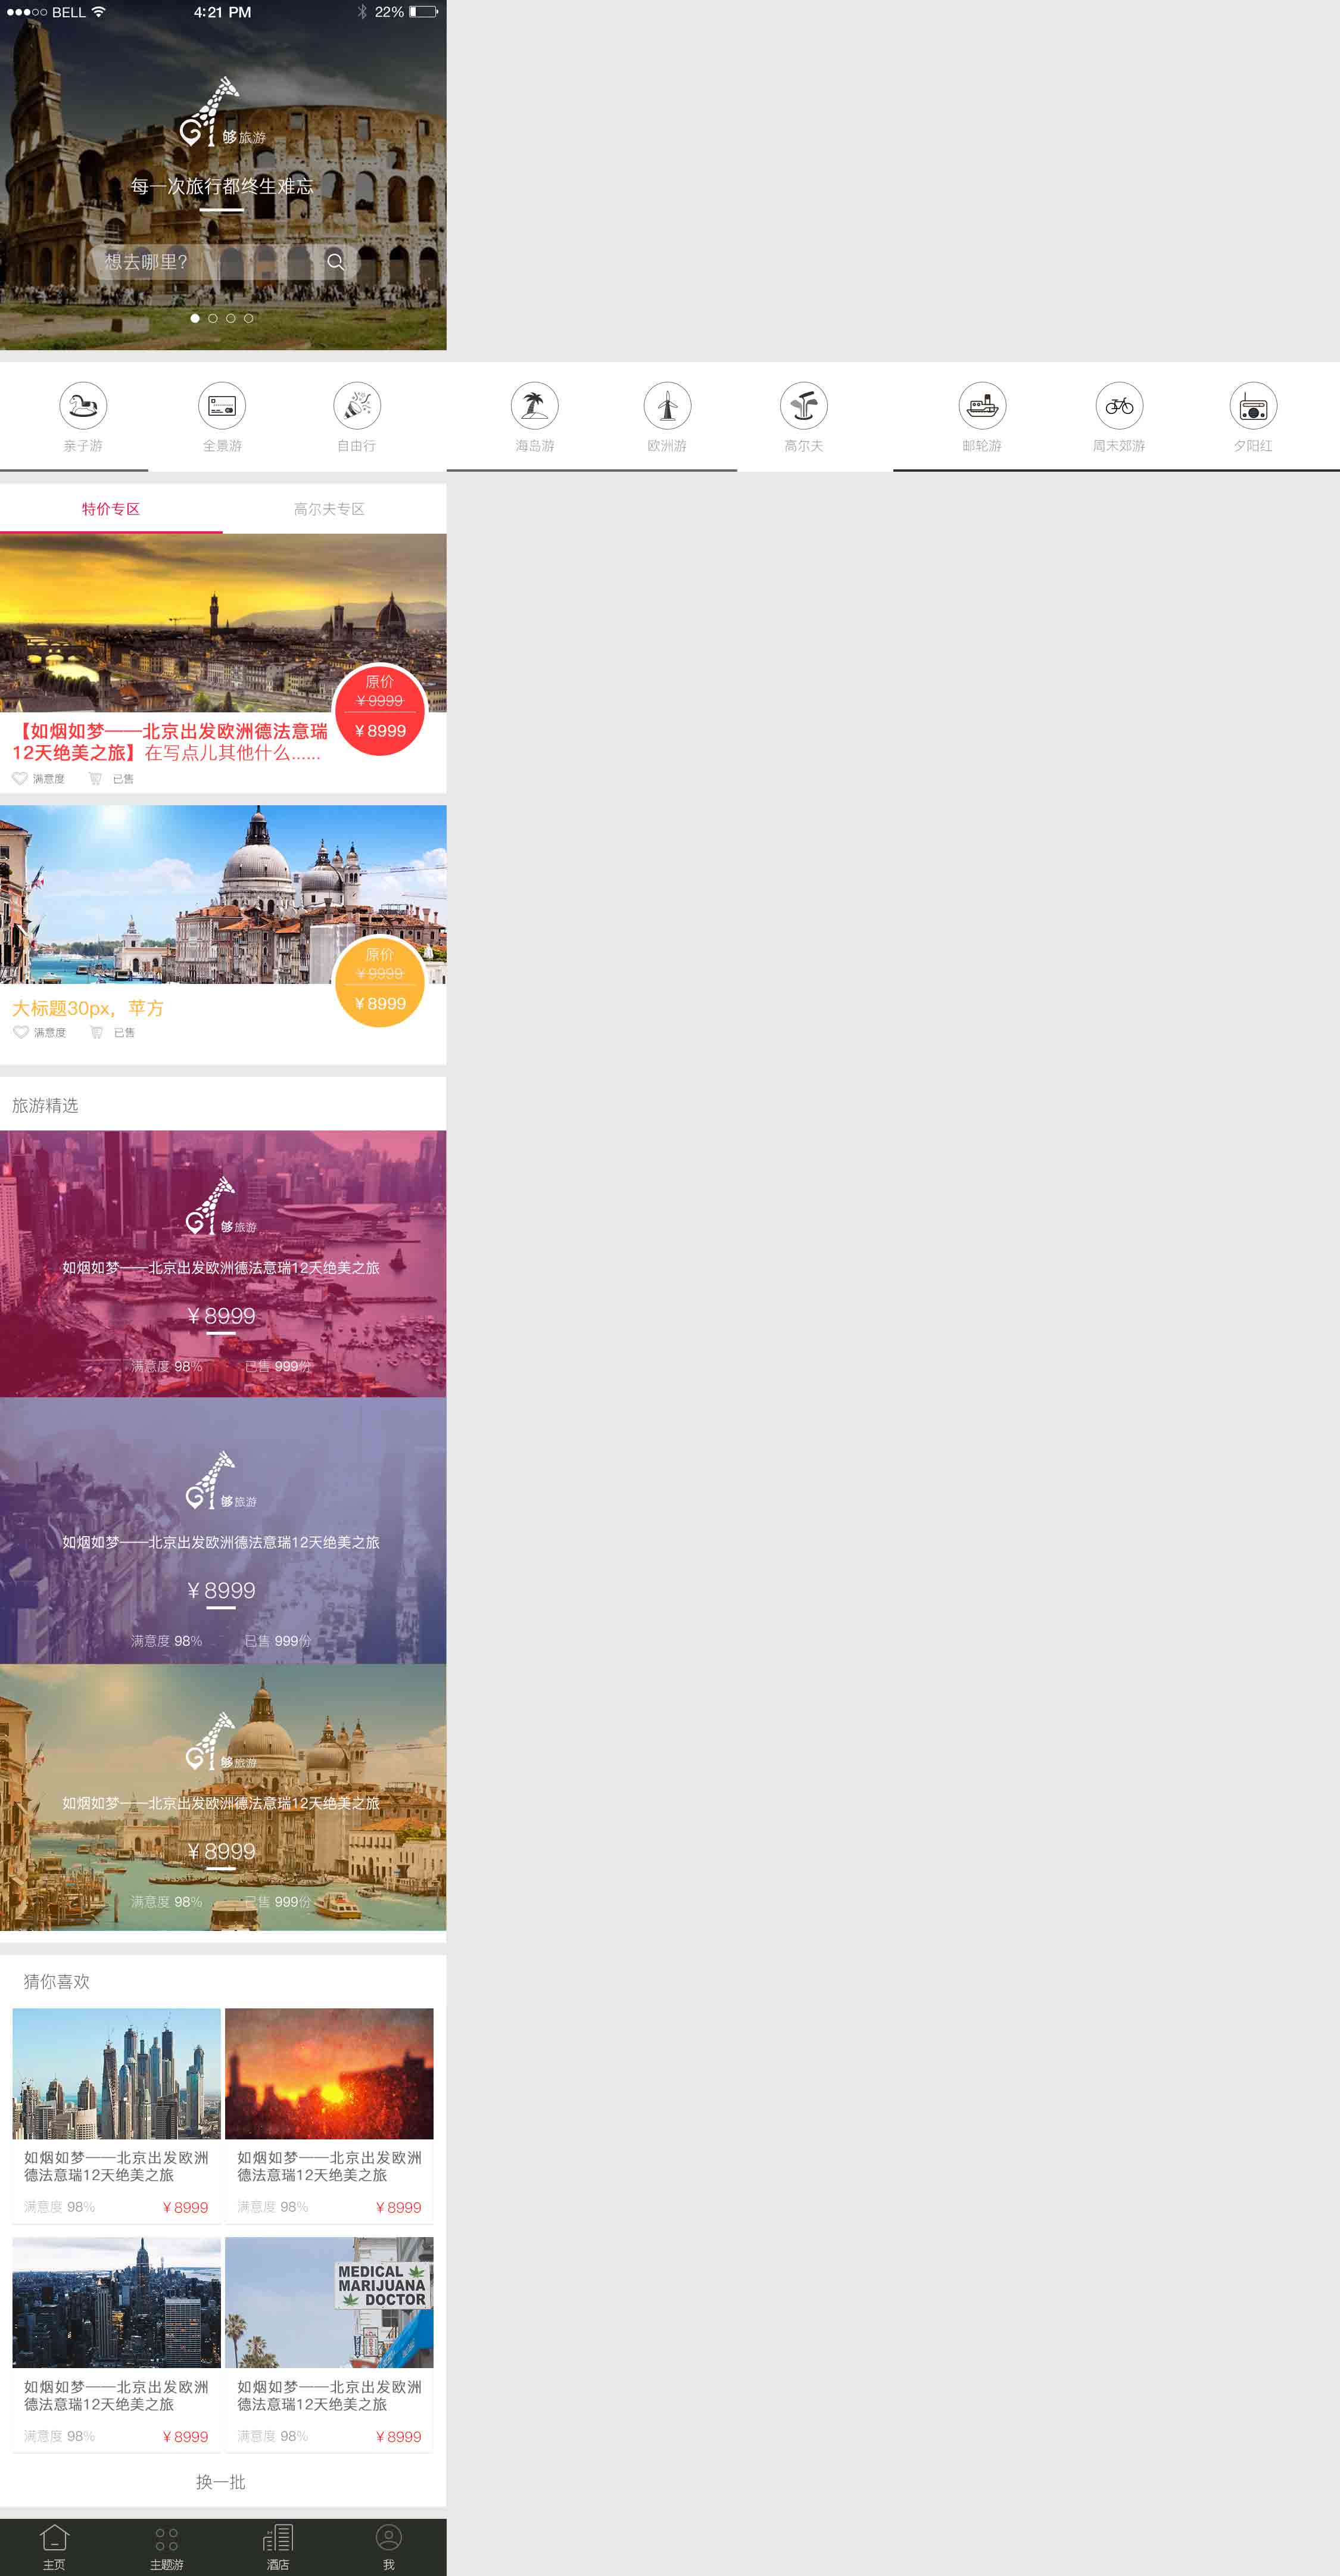 BELL 4:21 PM 22%
够旅游
每一次旅行都终生难忘
想去哪里?
亲子游 全景游 自由行 海岛游 欧洲游 高尔夫 邮轮游 周末郊游 夕阳红
特价专区 高尔夫专区
原价
¥9999
¥8999
【如烟如梦——北京出发欧洲德法意瑞
12天绝美之旅】在写点儿其他什么......
满意度 已售
原价
¥9999
¥8999
大标题30px，苹方
满意度 已售
旅游精选
够旅游
如烟如梦——北京出发欧洲德法意瑞12天绝美之旅
¥8999
满意度 98% 已售 999份
够旅游
如烟如梦——北京出发欧洲德法意瑞12天绝美之旅
¥8999
满意度 98% 已售 999份
够旅游
如烟如梦——北京出发欧洲德法意瑞12天绝美之旅
¥8999
满意度 98% 已售 999份
猜你喜欢
如烟如梦——北京出发欧洲
德法意瑞12天绝美之旅
满意度 98% ¥8999
如烟如梦——北京出发欧洲
德法意瑞12天绝美之旅
满意度 98% ¥8999
如烟如梦——北京出发欧洲
德法意瑞12天绝美之旅
满意度 98% ¥8999
MEDICAL
MARIJUANA
DOCTOR
如烟如梦——北京出发欧洲
德法意瑞12天绝美之旅
满意度 98% ¥8999
换一批
主页 主题游 酒店 我